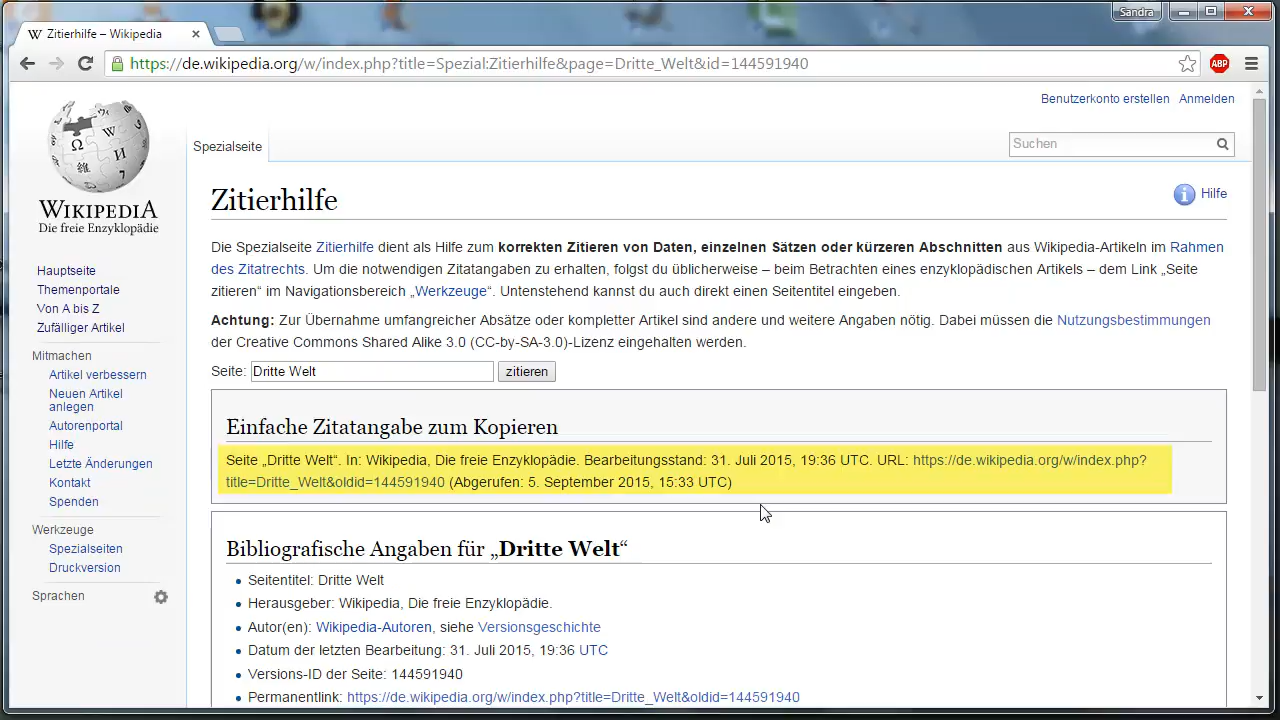 Sandra
Zitierhilfe – Wikipedia
https://de.wikipedia.org/w/index.php?title=Spezial:Zitierhilfe&page=Dritte_Welt&id=144591940
ABP
Benutzerkonto erstellen Anmelden
Spezialseite
Suchen
WIKIPEDIA
Die freie Enzyklopädie
Hauptseite
Themenportale
Von A bis Z
Zufälliger Artikel
Mitmachen
Artikel verbessern
Neuen Artikel
anlegen
Autorenportal
Hilfe
Letzte Änderungen
Kontakt
Spenden
Werkzeuge
Spezialseiten
Druckversion
Sprachen
Zitierhilfe
Hilfe
Die Spezialseite Zitierhilfe dient als Hilfe zum korrekten Zitieren von Daten, einzelnen Sätzen oder kürzeren Abschnitten aus Wikipedia-Artikeln im Rahmen
des Zitatrechts. Um die notwendigen Zitatangaben zu erhalten, folgst du üblicherweise – beim Betrachten eines enzyklopädischen Artikels – dem Link „Seite
zitieren“ im Navigationsbereich „Werkzeuge“. Untenstehend kannst du auch direkt einen Seitentitel eingeben.
Achtung: Zur Übernahme umfangreicher Absätze oder kompletter Artikel sind andere und weitere Angaben nötig. Dabei müssen die Nutzungsbestimmungen
der Creative Commons Shared Alike 3.0 (CC-by-SA-3.0)-Lizenz eingehalten werden.
Seite: Dritte Welt zitieren
Einfache Zitatangabe zum Kopieren
Seite „Dritte Welt“. In: Wikipedia, Die freie Enzyklopädie. Bearbeitungsstand: 31. Juli 2015, 19:36 UTC. URL: https://de.wikipedia.org/w/index.php?
title=Dritte_Welt&oldid=144591940 (Abgerufen: 5. September 2015, 15:33 UTC)
Bibliografische Angaben für „Dritte Welt“
Seitentitel: Dritte Welt
Herausgeber: Wikipedia, Die freie Enzyklopädie.
Autor(en): Wikipedia-Autoren, siehe Versionsgeschichte
Datum der letzten Bearbeitung: 31. Juli 2015, 19:36 UTC
Versions-ID der Seite: 144591940
Permanentlink: https://de.wikipedia.org/w/index.php?title=Dritte_Welt&oldid=144591940